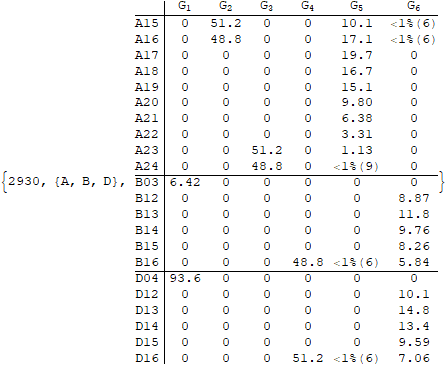 G₁ G₂ G₃ G₄ G₅ G₆
A15 0 51.2 0 0 10.1 <1%(6)
A16 0 48.8 0 0 17.1 <1%(6)
A17 0 0 0 0 19.7 0
A18 0 0 0 0 16.7 0
A19 0 0 0 0 15.1 0
A20 0 0 0 0 9.80 0
A21 0 0 0 0 6.38 0
A22 0 0 0 0 3.31 0
A23 0 0 51.2 0 1.13 0
A24 0 0 48.8 0 <1%(9) 0
{2930, {A, B, D}, B03 6.42 0 0 0 0 0 }
B12 0 0 0 0 0 8.87
B13 0 0 0 0 0 11.8
B14 0 0 0 0 0 9.76
B15 0 0 0 0 0 8.26
B16 0 0 0 48.8 <1%(6) 5.84
D04 93.6 0 0 0 0 0
D12 0 0 0 0 0 10.1
D13 0 0 0 0 0 14.8
D14 0 0 0 0 0 13.4
D15 0 0 0 0 0 9.59
D16 0 0 0 51.2 <1%(6) 7.06